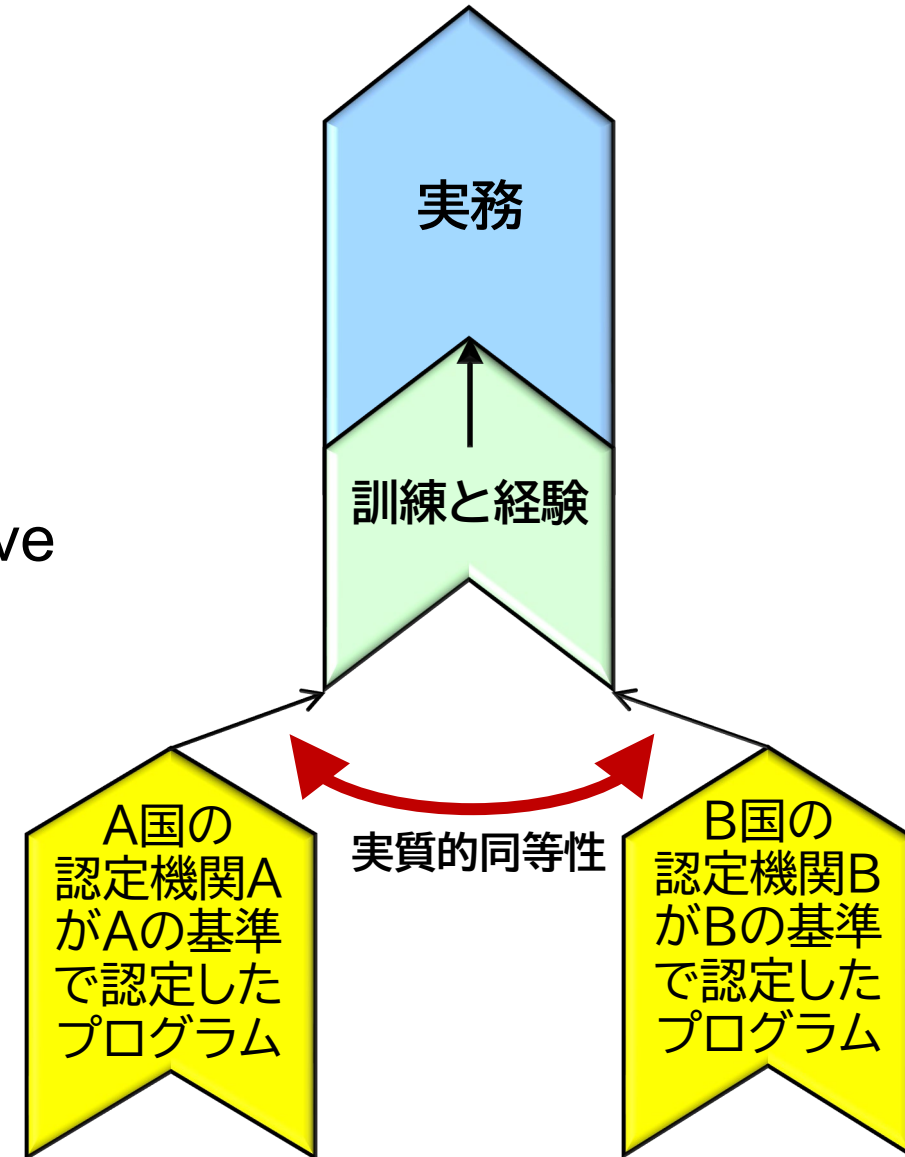 実務
訓練と経験
ve
実質的同等性
A国の
認定機関A
がAの基準
で認定した
プログラム
B国の
認定機関B
がBの基準
で認定した
プログラム